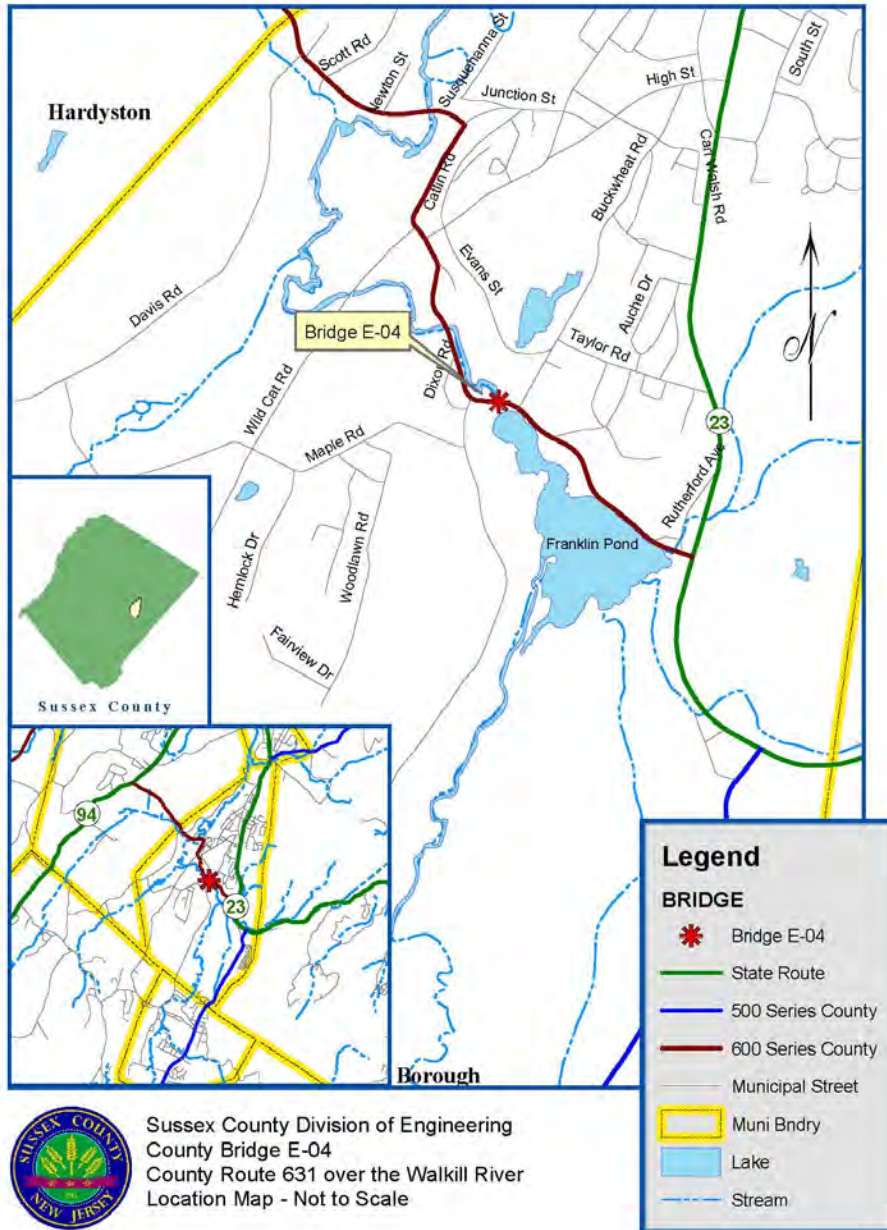 Hardyston
Scott Rd
Newton St
Susquehanna St
Junction St
High St
South St
Catlin Rd
Buckwheat Rd
Carl Walsh Rd
Evans St
Davis Rd
Auche Dr
Bridge E-04
Taylor Rd
Dixon Rd
Wild Cat Rd
N
23
Maple Rd
Rutherford Ave
Franklin Pond
Hemlock Dr
Woodlawn Rd
Fairview Dr
Sussex County
94
23
Borough
Legend
BRIDGE
Bridge E-04
State Route
500 Series County
600 Series County
Municipal Street
Muni Bndry
Lake
Stream
SUSSEX COUNTY
NEW JERSEY
Sussex County Division of Engineering
County Bridge E-04
County Route 631 over the Walkill River
Location Map - Not to Scale